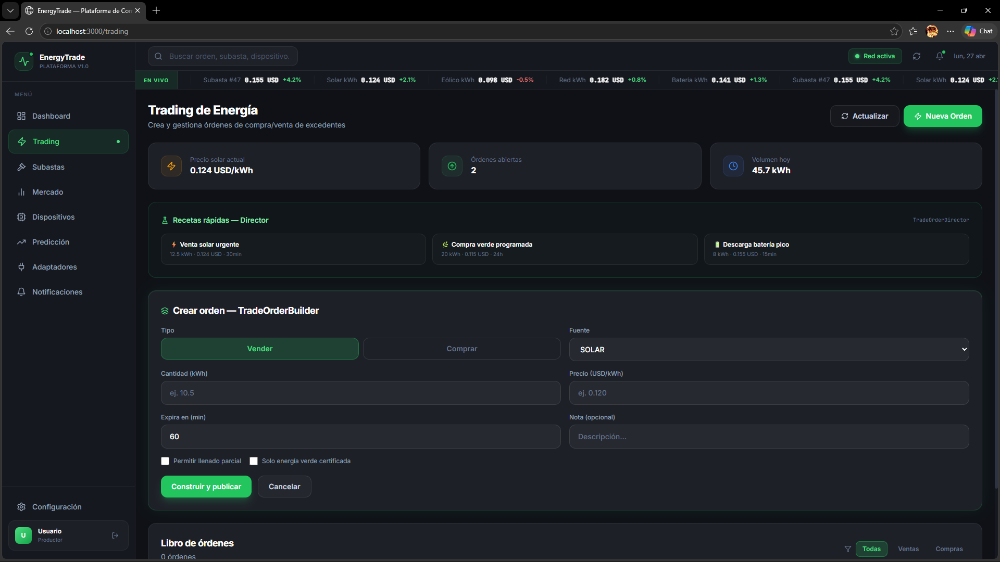 EnergyTrade — Plataforma de Con
localhost:3000/trading
Chat
EnergyTrade
PLATAFORMA V1.0
Buscar orden, subasta, dispositivo.
Red activa
lun, 27 abr
EN VIVO
Subasta #47 0.155 USD +4.2%
Solar kWh 0.124 USD +2.1%
Eólico kWh 0.098 USD -0.5%
Red kWh 0.182 USD +0.8%
Batería kWh 0.141 USD +1.3%
Subasta #47 0.155 USD +4.2%
Solar kWh 0.124 USD +2.
MENÚ
Dashboard
Trading
Subastas
Mercado
Dispositivos
Predicción
Adaptadores
Notificaciones
Configuración
U
Usuario
Productor
Trading de Energía
Crea y gestiona órdenes de compra/venta de excedentes
Actualizar
Nueva Orden
Precio solar actual
0.124 USD/kWh
Órdenes abiertas
2
Volumen hoy
45.7 kWh
Recetas rápidas — Director
TradeOrderDirector
Venta solar urgente
12.5 kWh · 0.124 USD · 30min
Compra verde programada
20 kWh · 0.115 USD · 24h
Descarga batería pico
8 kWh · 0.155 USD · 15min
Crear orden — TradeOrderBuilder
Tipo
Vender
Comprar
Fuente
SOLAR
Cantidad (kWh)
ej. 10.5
Precio (USD/kWh)
ej. 0.120
Expira en (min)
60
Nota (opcional)
Descripción...
Permitir llenado parcial
Solo energía verde certificada
Construir y publicar
Cancelar
Libro de órdenes
0 órdenes
Todas
Ventas
Compras